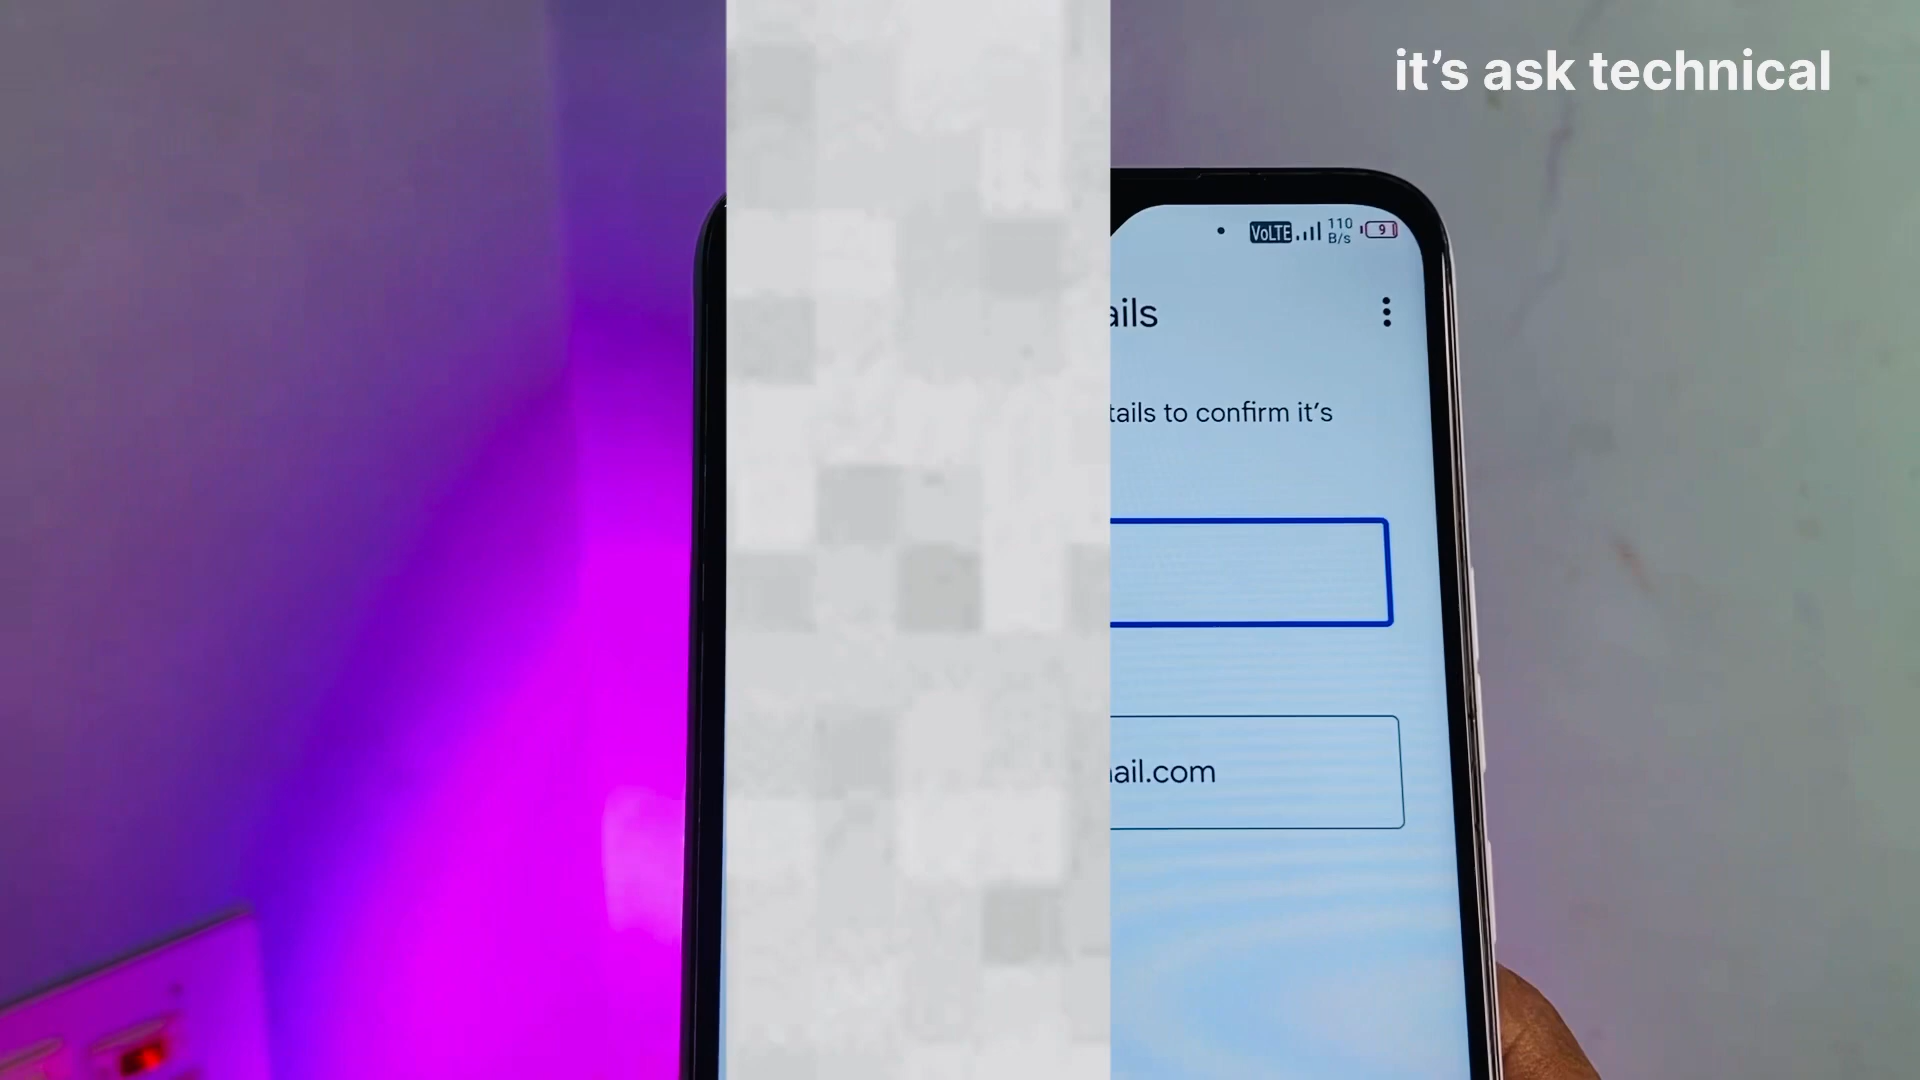 it's ask technical
VoLTE 110 B/s 9
ails
tails to confirm it's
ail.com